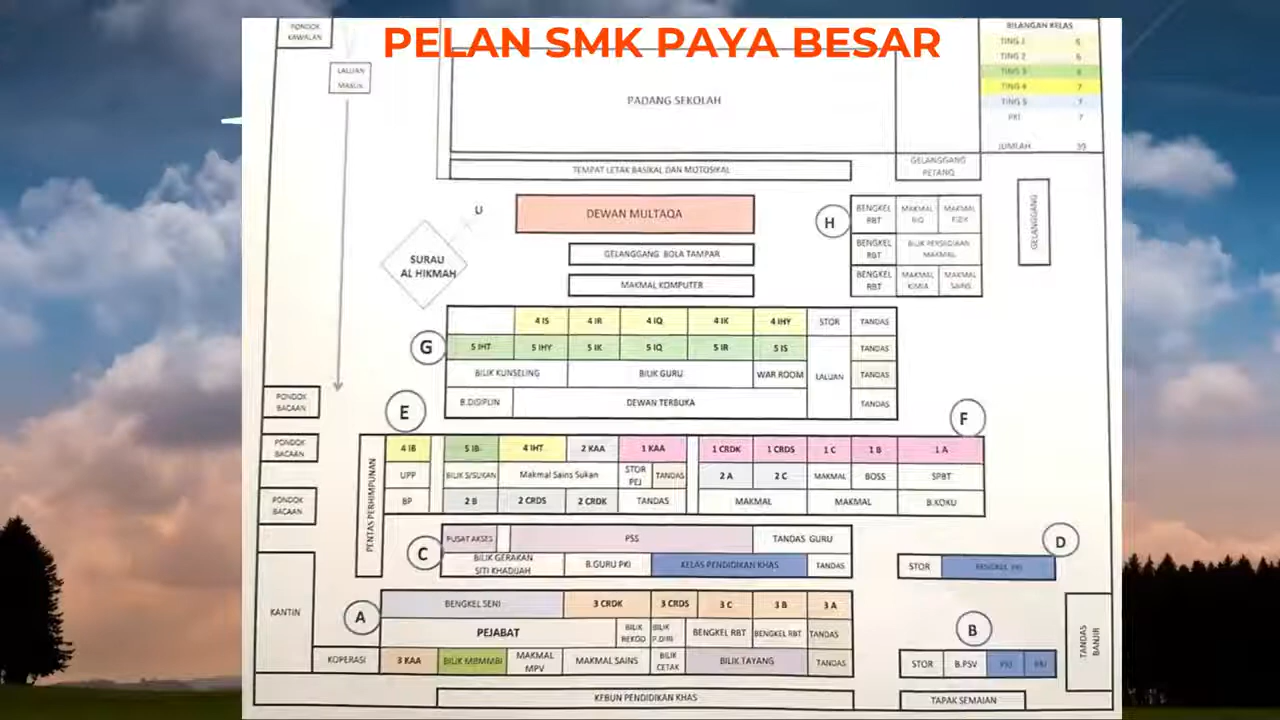 PELAN SMK PAYA BESAR
PONDOK KAWALAN
LALUAN MASUK
PADANG SEKOLAH
BILANGAN KELAS
TING 1 6
TING 2 6
TING 3 6
TING 4 7
TING 5 7
PKI 7
JUMLAH 39
TEMPAT LETAK BASIKAL DAN MOTOSIKAL
GELANGGANG PETANQ
GELANGGANG
U
DEWAN MULTAQA
H
BENGKEL RBT
MAKMAL BIO
MAKMAL FIZIK
SURAU AL HIKMAH
GELANGGANG BOLA TAMPAR
BENGKEL RBT
BILIK PERSEDIAAN MAKMAL
MAKMAL KOMPUTER
BENGKEL RBT
MAKMAL KIMIA
MAKMAL SAINS
G
4 IS 4 IR 4 IQ 4 IK 4 IHY STOR TANDAS
5 IHT 5 IHY 5 IK 5 IQ 5 IR 5 IS TANDAS
BILIK KUNSELING BILIK GURU WAR ROOM LALUAN TANDAS
B.DISIPLIN DEWAN TERBUKA TANDAS
PONDOK BACAAN
PONDOK BACAAN
PONDOK BACAAN
E
F
PENTAS PERHIMPUNAN
4 IB 5 IB 4 IHT 2 KAA 1 KAA 1 CRDK 1 CRDS 1 C 1 B 1 A
UPP BILIK S/SUKAN Makmal Sains Sukan STOR PEJ TANDAS 2 A 2 C MAKMAL BOSS SPBT
BP 2 B 2 CRDS 2 CRDK TANDAS MAKMAL MAKMAL B.KOKU
C
PUSAT AKSES PSS TANDAS GURU
BILIK GERAKAN SITI KHADIJAH B.GURU PKI KELAS PENDIDIKAN KHAS TANDAS
D
STOR BENGKEL PKI
KANTIN
A
BENGKEL SENI 3 CRDK 3 CRDS 3 C 3 B 3 A
PEJABAT BILIK REKOD BILIK P.DIRI BENGKEL RBT BENGKEL RBT TANDAS
KOPERASI 3 KAA BILIK MBMMBI MAKMAL MPV MAKMAL SAINS BILIK CETAK BILIK TAYANG TANDAS
B
STOR B.PSV PKI PKI
TANDAS BANJIR
KEBUN PENDIDIKAN KHAS
TAPAK SEMAIAN